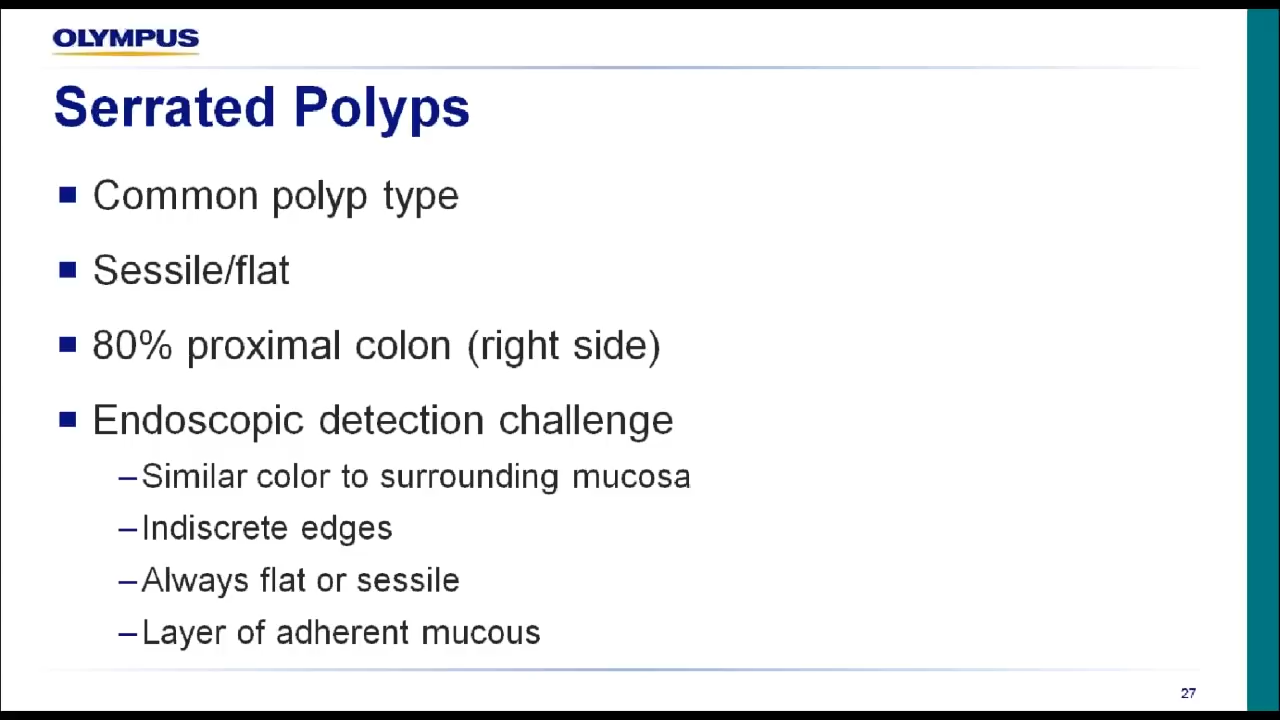 OLYMPUS
Serrated Polyps
■ Common polyp type
■ Sessile/flat
■ 80% proximal colon (right side)
■ Endoscopic detection challenge
–Similar color to surrounding mucosa
–Indiscrete edges
–Always flat or sessile
–Layer of adherent mucous
27